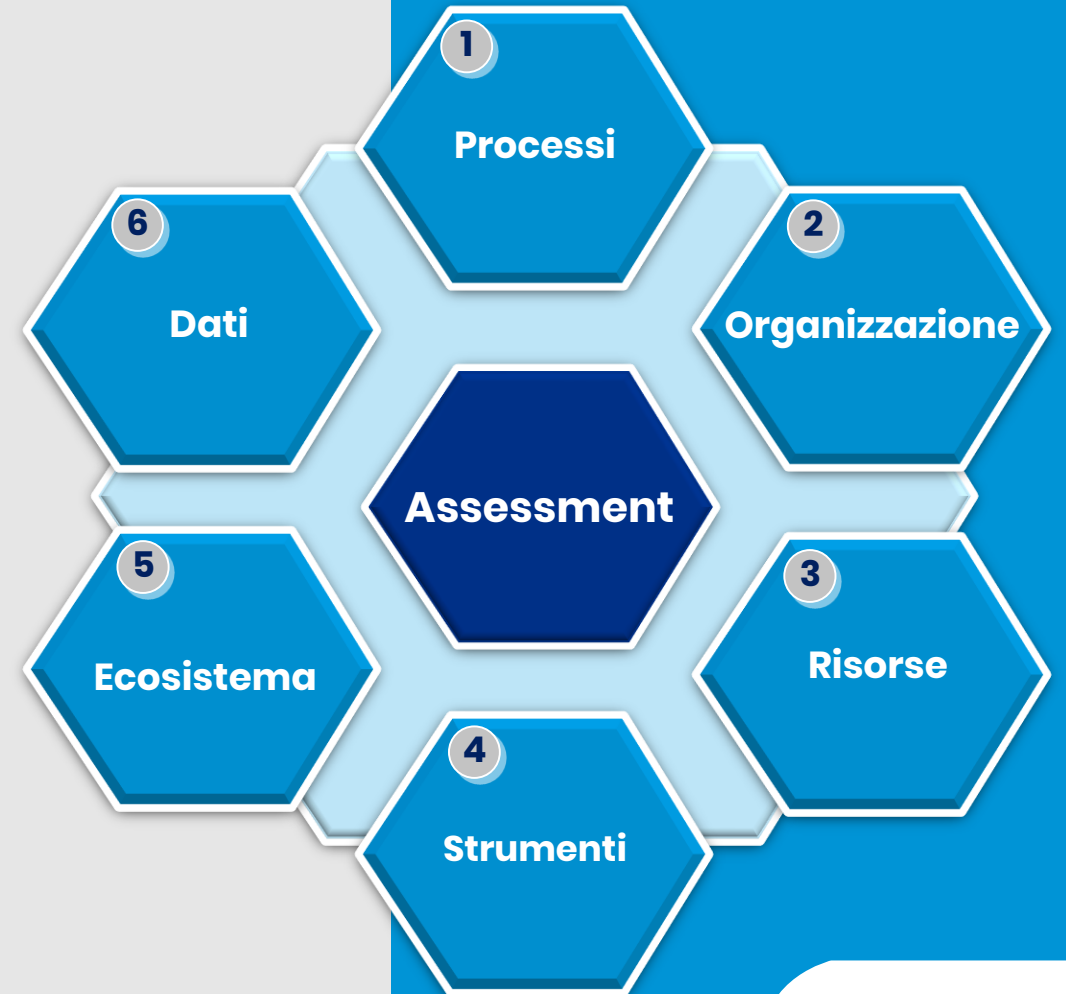 1
Processi
2
Organizzazione
3
Risorse
4
Strumenti
5
Ecosistema
6
Dati
Assessment